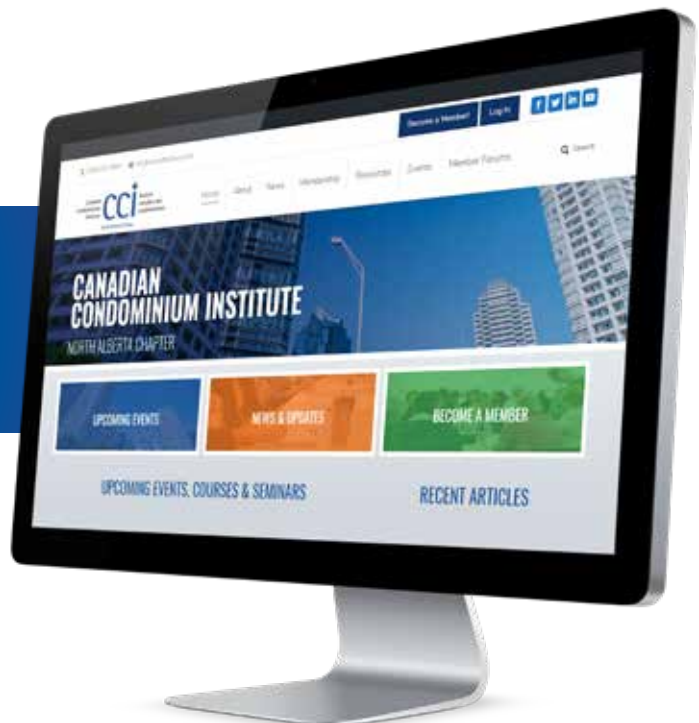 Become a Member!
Log In
f
in
CCI
Home
About
News
Membership
Resources
Events
Member Forums
Search
CANADIAN
CONDOMINIUM INSTITUTE
NORTH ALBERTA CHAPTER
UPCOMING EVENTS
NEWS & UPDATES
BECOME A MEMBER
UPCOMING EVENTS, COURSES & SEMINARS
RECENT ARTICLES